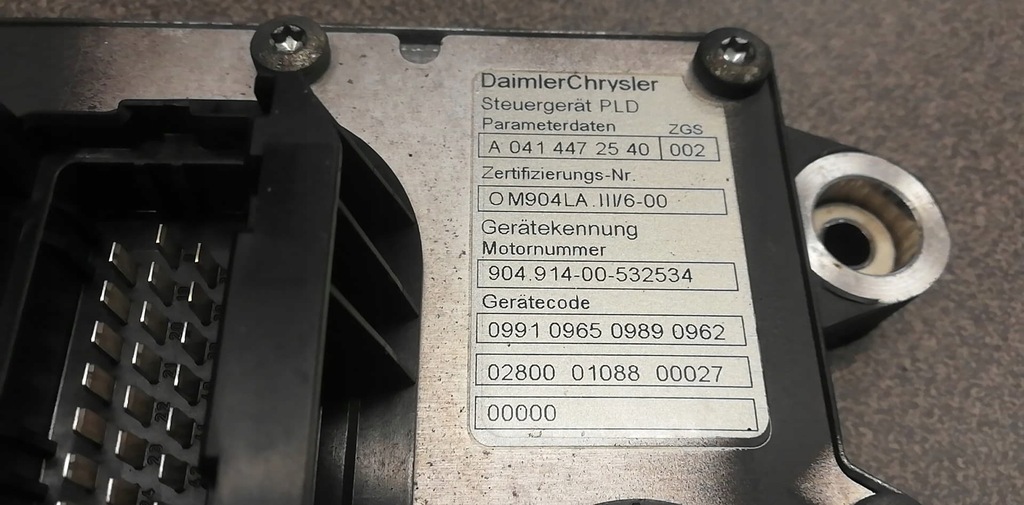 DaimlerChrysler
Steuergerät PLD
Parameterdaten ZGS
A 041 447 25 40 002
Zertifizierungs-Nr.
OM904LA.III/6-00
Gerätekennung
Motornummer
904.914-00-532534
Gerätecode
0991 0965 0989 0962
02800 01088 00027
00000